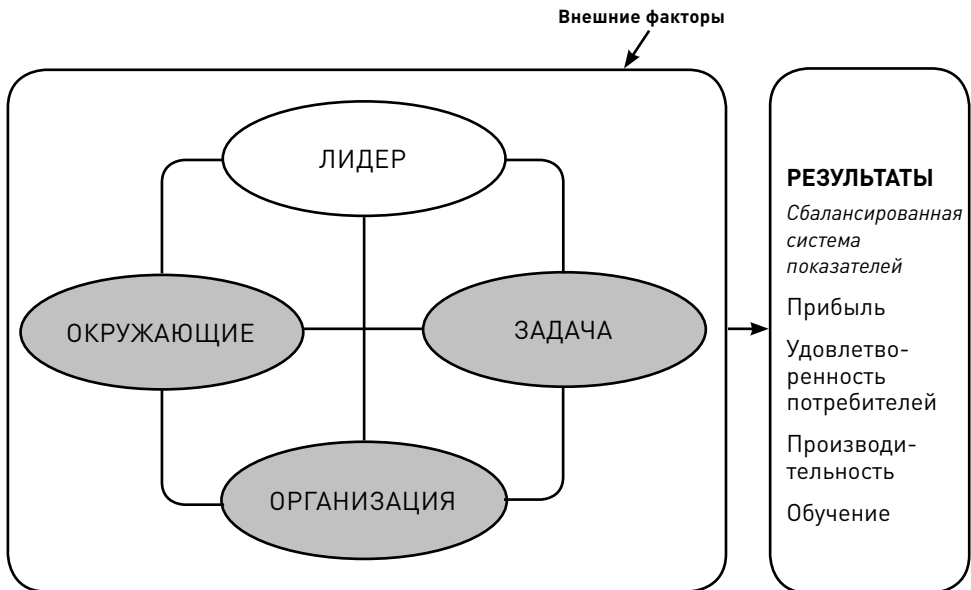 Внешние факторы
ЛИДЕР
ОКРУЖАЮЩИЕ
ЗАДАЧА
ОРГАНИЗАЦИЯ
РЕЗУЛЬТАТЫ
Сбалансированная
система
показателей
Прибыль
Удовлетво-
ренность
потребителей
Производи-
тельность
Обучение